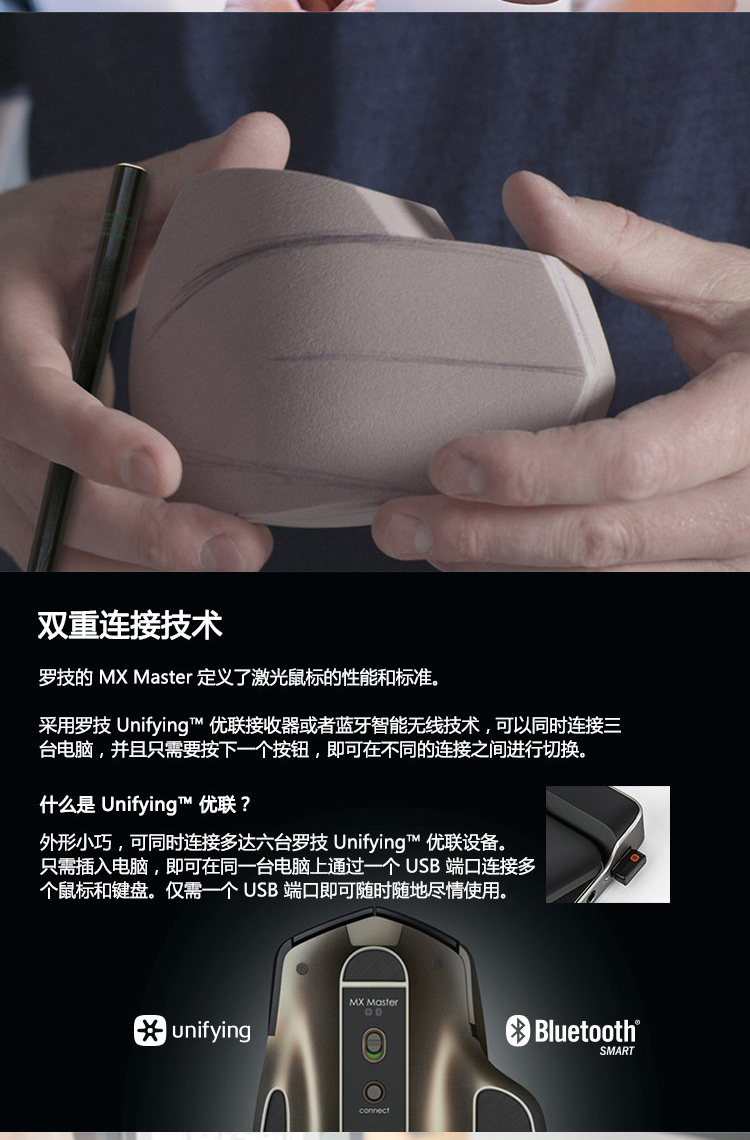 双重连接技术
罗技的 MX Master 定义了激光鼠标的性能和标准。
采用罗技 Unifying™ 优联接收器或者蓝牙智能无线技术，可以同时连接三
台电脑，并且只需要按下一个按钮，即可在不同的连接之间进行切换。
什么是 Unifying™ 优联？
外形小巧，可同时连接多达六台罗技 Unifying™ 优联设备。
只需插入电脑，即可在同一台电脑上通过一个 USB 端口连接多
个鼠标和键盘。仅需一个 USB 端口即可随时随地尽情使用。
MX Master
unifying
Bluetooth®
SMART
connect